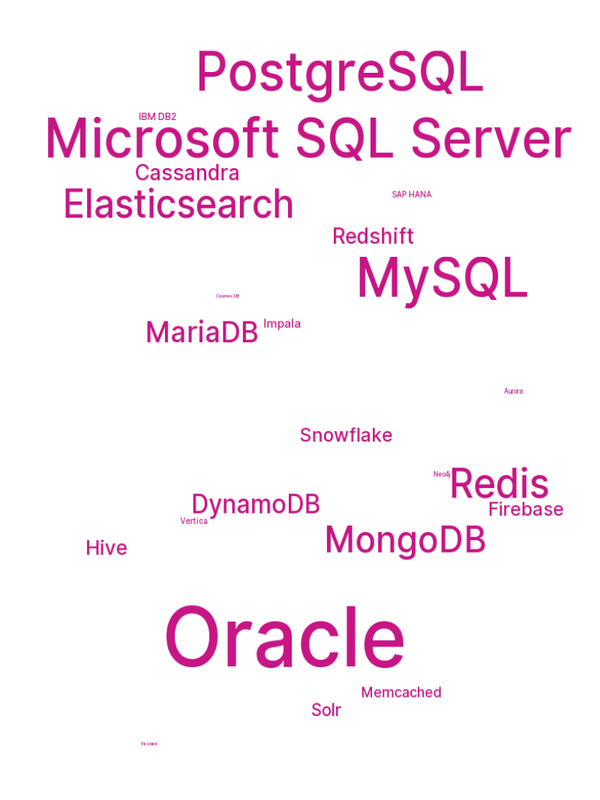 PostgreSQL
IBM DB2
Microsoft SQL Server
Cassandra
SAP HANA
Elasticsearch
Redshift
MySQL
Cosmos DB
MariaDB
Impala
Aurora
Snowflake
Neo4j
Redis
DynamoDB
Firebase
Vertica
MongoDB
Hive
Oracle
Memcached
Solr